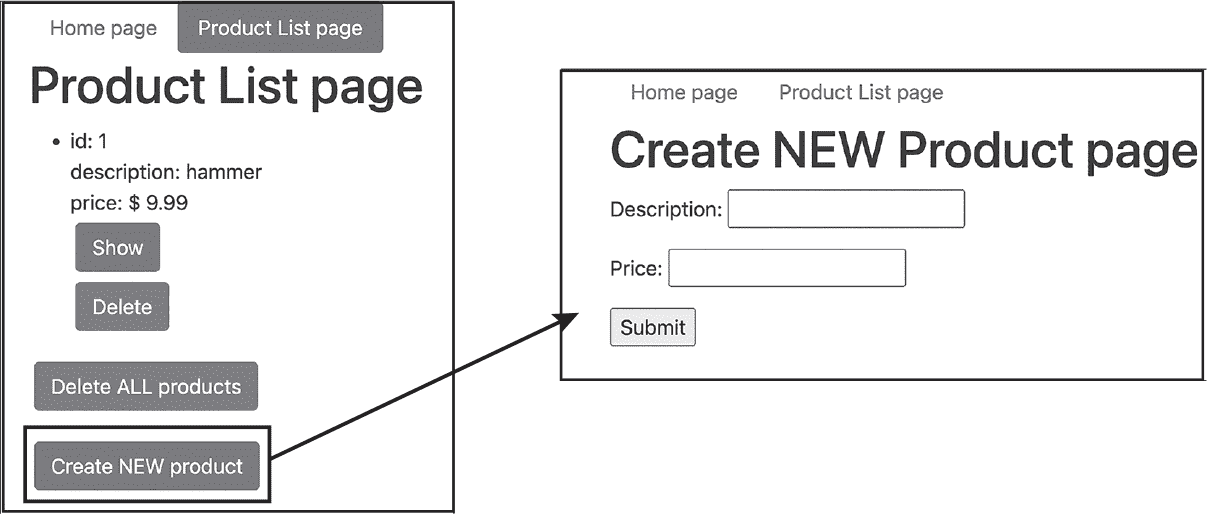 Home page Product List page
Product List page
• id: 1
description: hammer
price: $ 9.99
Show
Delete
Delete ALL products
Create NEW product
Home page Product List page
Create NEW Product page
Description:
Price:
Submit